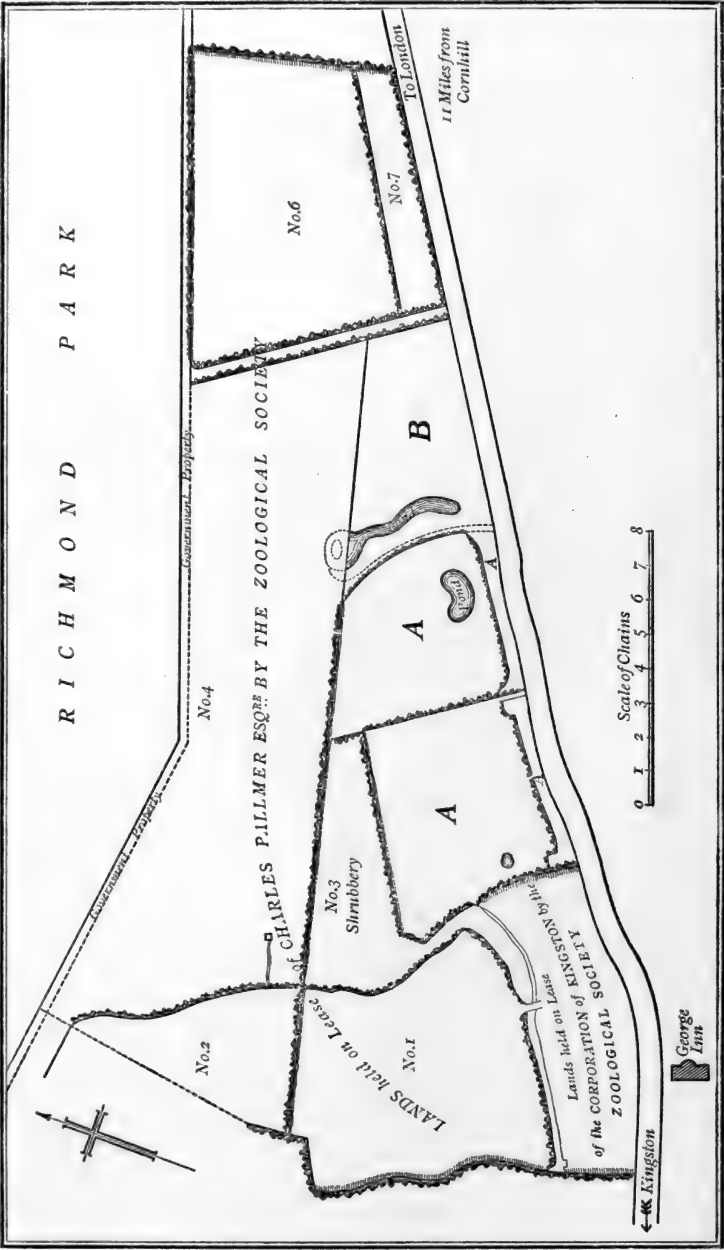 RICHMOND PARK
Government Property
Government Property
No.4
No.6
No.7
To London
11 Miles from
Cornhill
LANDS held on Lease of CHARLES PALLMER ESQRE BY THE ZOOLOGICAL SOCIETY
No.2
No.3
Shrubbery
No.1
B
A
Pond
A
A
A
Lands held on Lease by the
of the CORPORATION of KINGSTON
ZOOLOGICAL SOCIETY
Scale of Chains
0 1 2 3 4 5 6 7 8
Kingston
George
Inn